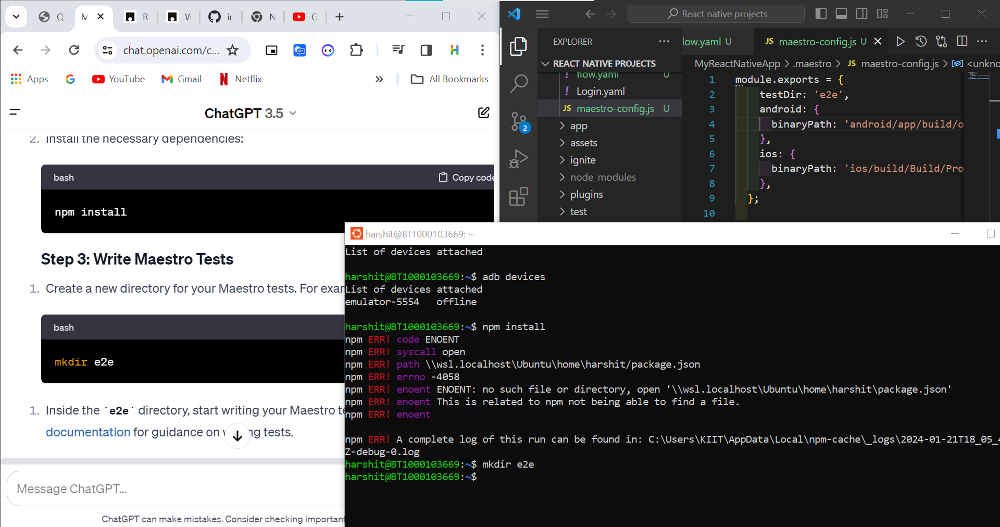 Q
M
R
W
in
N
G
chat.openai.com/c...
Apps
YouTube
Gmail
Netflix
All Bookmarks
ChatGPT 3.5
2. Install the necessary dependencies:
bash
Copy code
npm install
Step 3: Write Maestro Tests
1. Create a new directory for your Maestro tests. For exam
bash
mkdir e2e
1. Inside the `e2e` directory, start writing your Maestro te
documentation for guidance on ng tests.
Message ChatGPT...
ChatGPT can make mistakes. Consider checking important
React native projects
EXPLORER
low.yaml U
JS maestro-config.js U
REACT NATIVE PROJECTS
MyReactNativeApp > .maestro > JS maestro-config.js > <unkno
! flow.yaml U
! Login.yaml
JS maestro-config.js U
app
assets
ignite
node_modules
plugins
test
2
1 module.exports = {
2 testDir: 'e2e',
3 android: {
4 binaryPath: 'android/app/build/o
5 },
6 ios: {
7 binaryPath: 'ios/build/Build/Pro
8 },
9 };
10
harshit@BT1000103669: ~
List of devices attached
harshit@BT1000103669:~$ adb devices
List of devices attached
emulator-5554 offline
harshit@BT1000103669:~$ npm install
npm ERR! code ENOENT
npm ERR! syscall open
npm ERR! path \\wsl.localhost\Ubuntu\home\harshit/package.json
npm ERR! errno -4058
npm ERR! enoent ENOENT: no such file or directory, open '\\wsl.localhost\Ubuntu\home\harshit\package.json'
npm ERR! enoent This is related to npm not being able to find a file.
npm ERR! enoent
npm ERR! A complete log of this run can be found in: C:\Users\KIIT\AppData\Local\npm-cache\_logs\2024-01-21T18_05_4
Z-debug-0.log
harshit@BT1000103669:~$ mkdir e2e
harshit@BT1000103669:~$